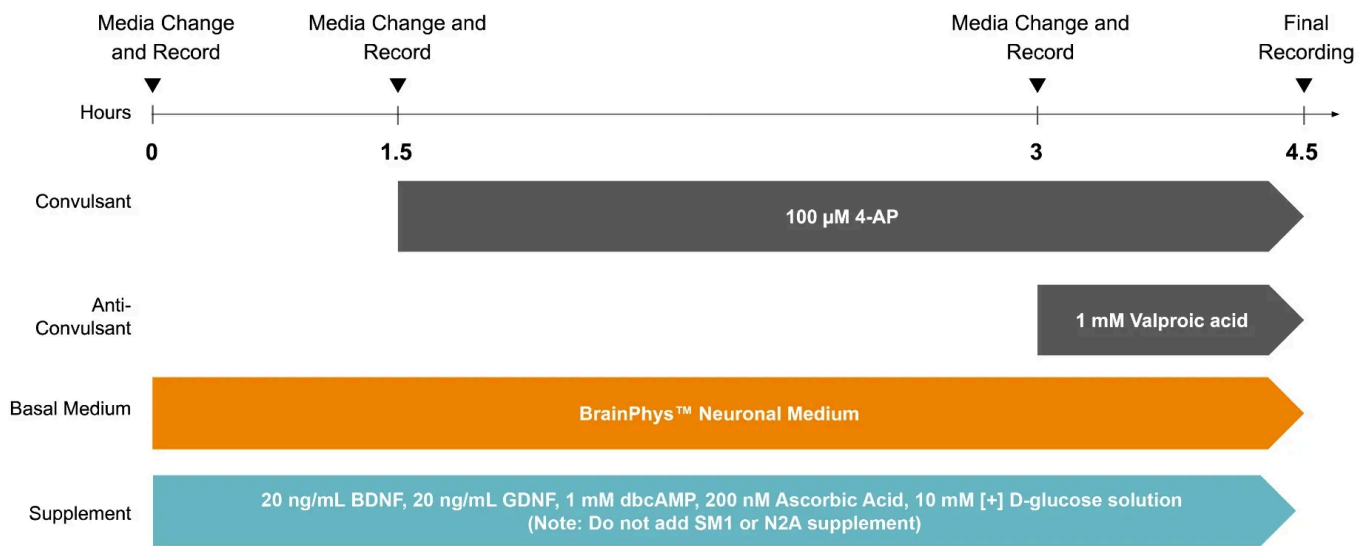 Media Change
and Record
Media Change and
Record
Media Change and
Record
Final
Recording
Hours
0
1.5
3
4.5
Convulsant
100 µM 4-AP
Anti-
Convulsant
1 mM Valproic acid
Basal Medium
BrainPhys™ Neuronal Medium
Supplement
20 ng/mL BDNF, 20 ng/mL GDNF, 1 mM dbcAMP, 200 nM Ascorbic Acid, 10 mM [+] D-glucose solution
(Note: Do not add SM1 or N2A supplement)